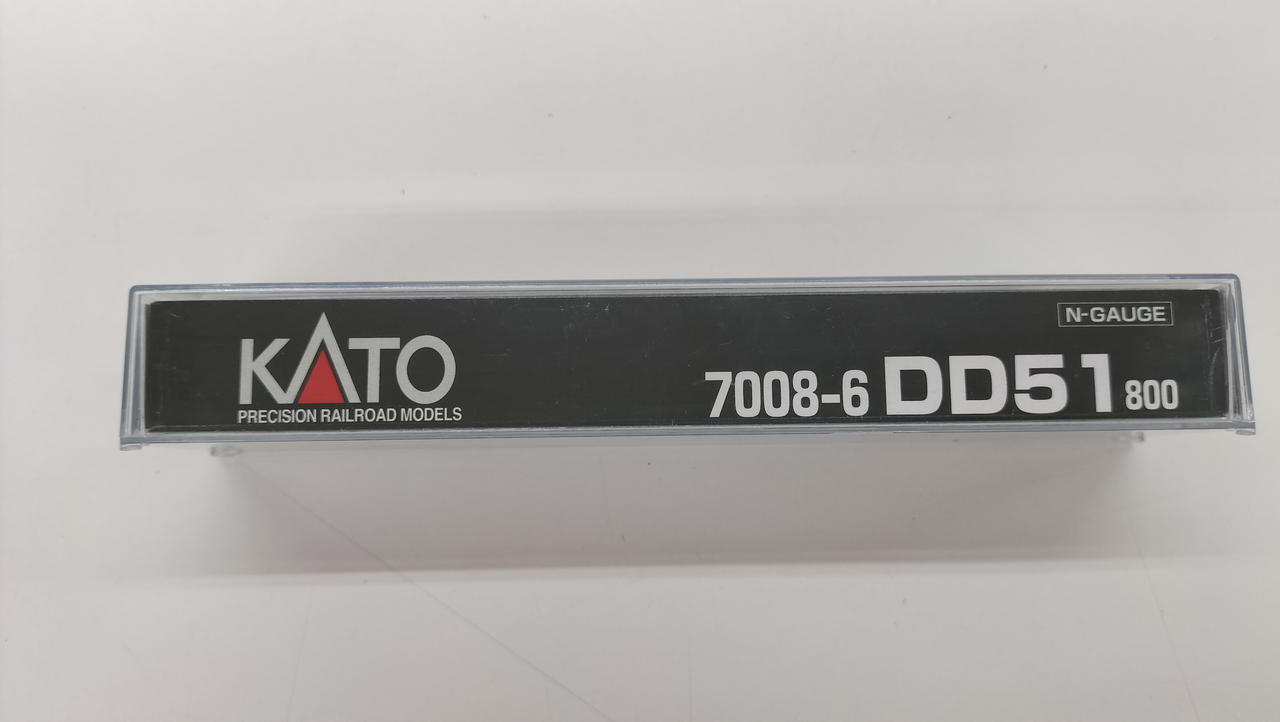 KATO
PRECISION RAILROAD MODELS
N-GAUGE
7008-6 DD51 800